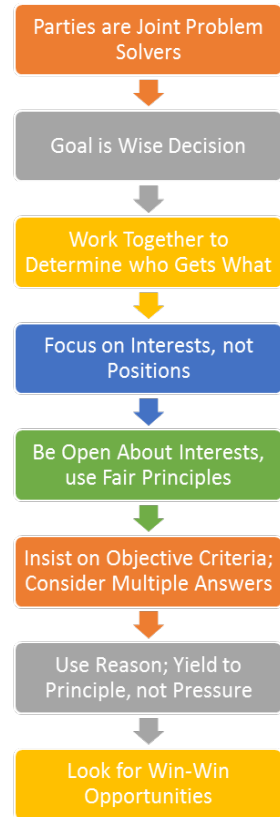 Parties are Joint Problem
Solvers
Goal is Wise Decision
Work Together to
Determine who Gets What
Focus on Interests, not
Positions
Be Open About Interests,
use Fair Principles
Insist on Objective Criteria;
Consider Multiple Answers
Use Reason; Yield to
Principle, not Pressure
Look for Win-Win
Opportunities